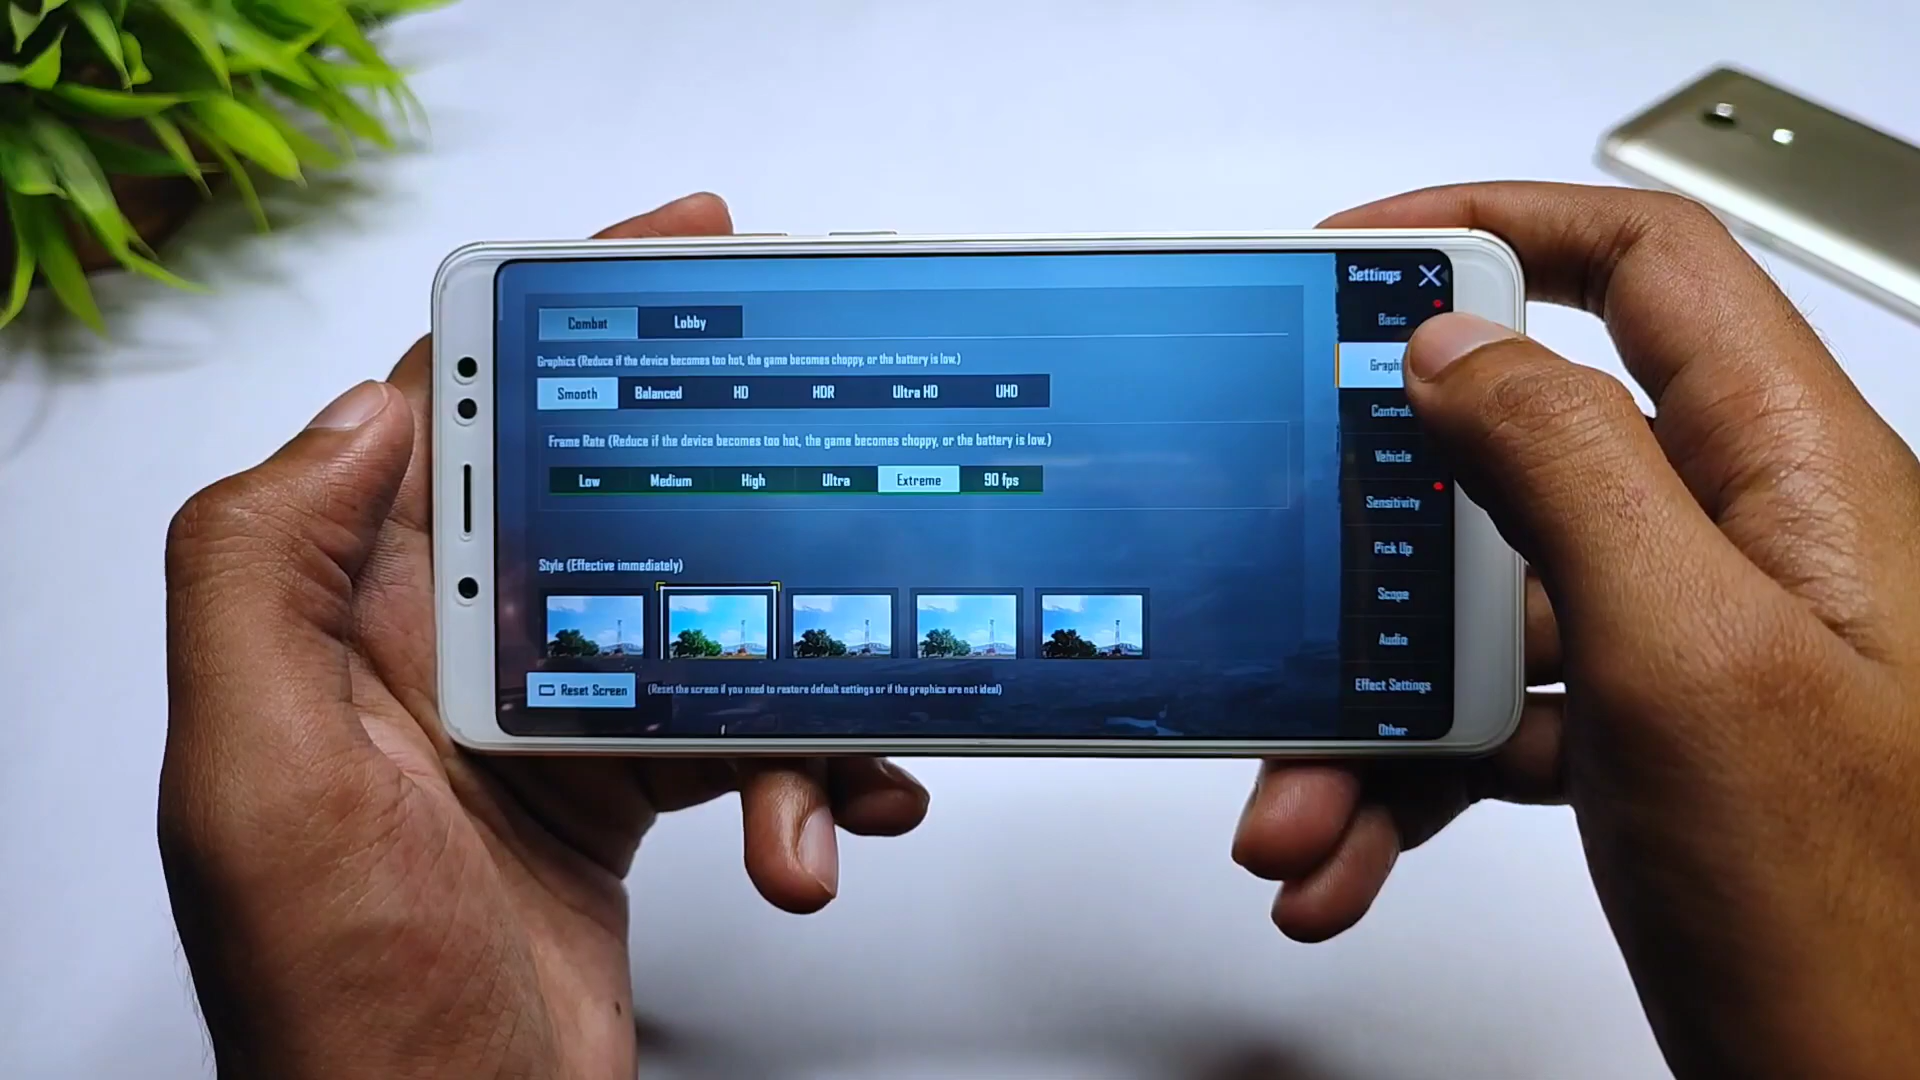 Settings
Combat Lobby
Basic
Graphics (Reduce if the device becomes too hot, the game becomes choppy, or the battery is low.)
Smooth Balanced HD HDR Ultra HD UHD
Graphi
Control
Frame Rate (Reduce if the device becomes too hot, the game becomes choppy, or the battery is low.)
Low Medium High Ultra Extreme 90 fps
Vehicle
Sensitivity
Pick Up
Style (Effective immediately)
Scope
Audio
Reset Screen (Reset the screen if you need to restore default settings or if the graphics are not ideal)
Effect Settings
Other